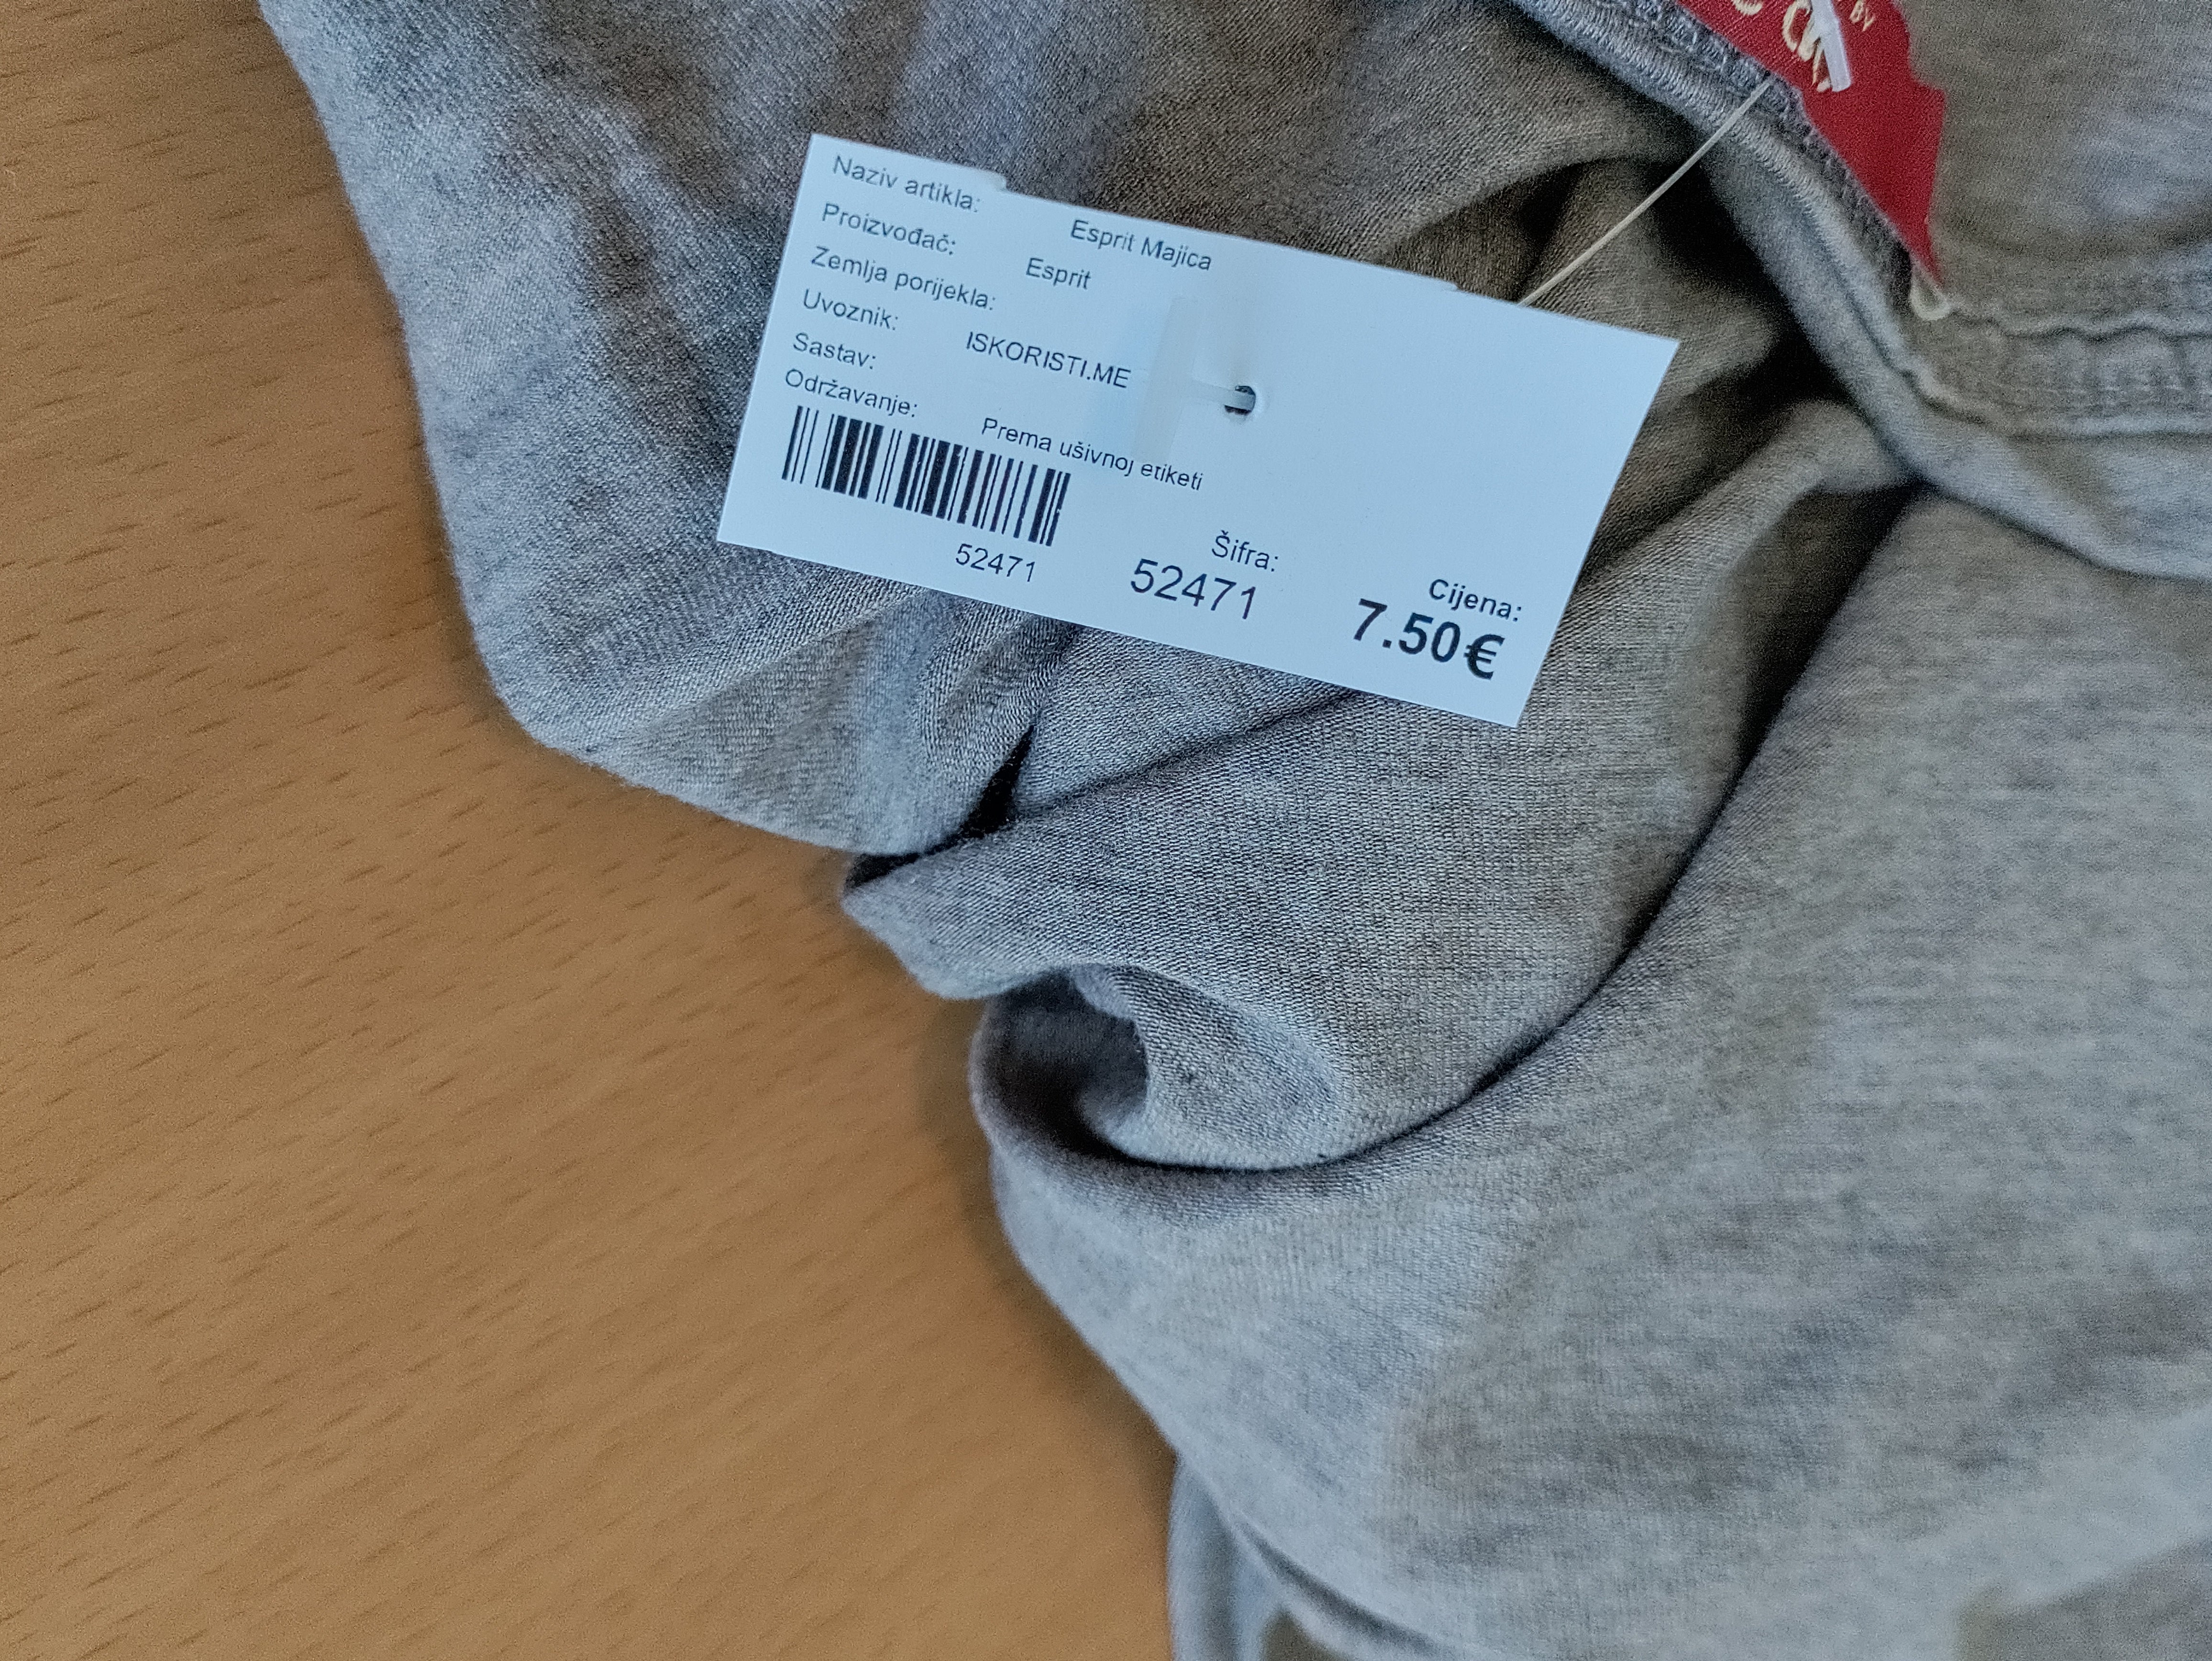 BY
Naziv artikla: Esprit Majica
Proizvođač: Esprit
Zemlja porijekla:
Uvoznik: ISKORISTI.ME
Sastav:
Održavanje: Prema ušivnoj etiketi
52471
Šifra:
52471
Cijena:
7.50€